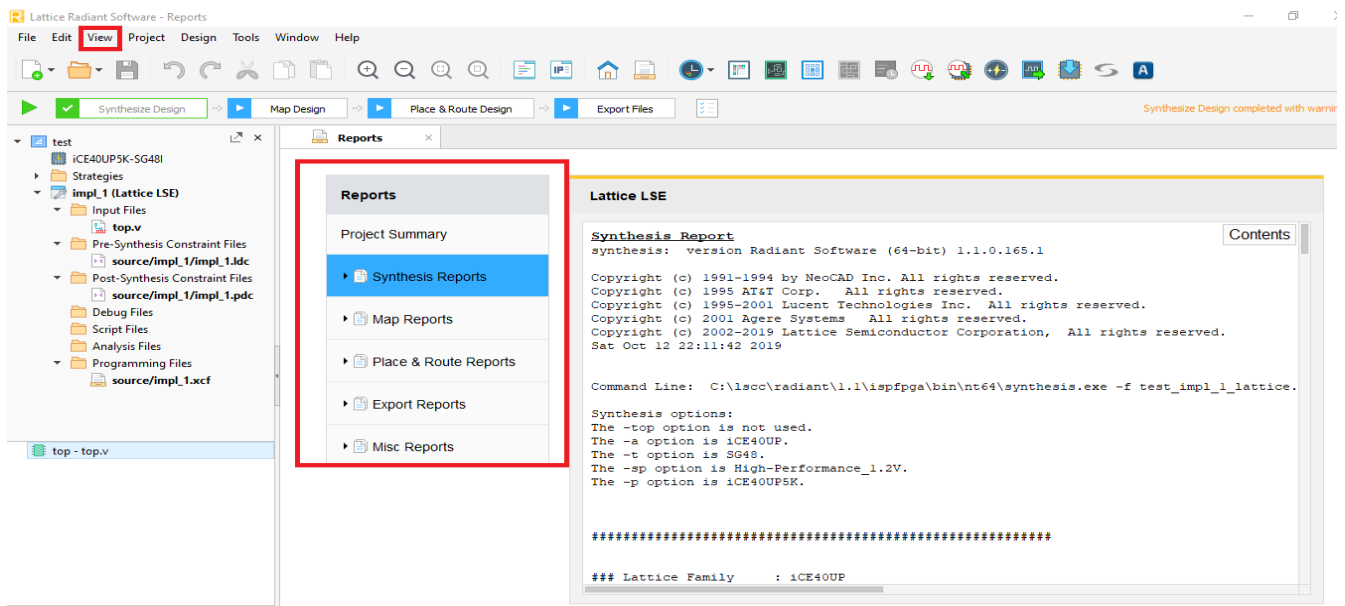 Lattice Radiant Software - Reports
File Edit View Project Design Tools Window Help
IP
A
Synthesize Design Map Design Place & Route Design Export Files Synthesize Design completed with warnin
test
iCE40UP5K-SG48I
Strategies
impl_1 (Lattice LSE)
Input Files
top.v
Pre-Synthesis Constraint Files
source/impl_1/impl_1.ldc
Post-Synthesis Constraint Files
source/impl_1/impl_1.pdc
Debug Files
Script Files
Analysis Files
Programming Files
source/impl_1.xcf
top - top.v
Reports
Reports
Project Summary
Synthesis Reports
Map Reports
Place & Route Reports
Export Reports
Misc Reports
Lattice LSE
Contents
Synthesis Report
synthesis: version Radiant Software (64-bit) 1.1.0.165.1
Copyright (c) 1991-1994 by NeoCAD Inc. All rights reserved.
Copyright (c) 1995 AT&T Corp. All rights reserved.
Copyright (c) 1995-2001 Lucent Technologies Inc. All rights reserved.
Copyright (c) 2001 Agere Systems All rights reserved.
Copyright (c) 2002-2019 Lattice Semiconductor Corporation, All rights reserved.
Sat Oct 12 22:11:42 2019
Command Line: C:\lscc\radiant\1.1\ispfpga\bin\nt64\synthesis.exe -f test_impl_1_lattice.
Synthesis options:
The -top option is not used.
The -a option is iCE40UP.
The -t option is SG48.
The -sp option is High-Performance_1.2V.
The -p option is iCE40UP5K.
##########################################################
### Lattice Family : iCE40UP